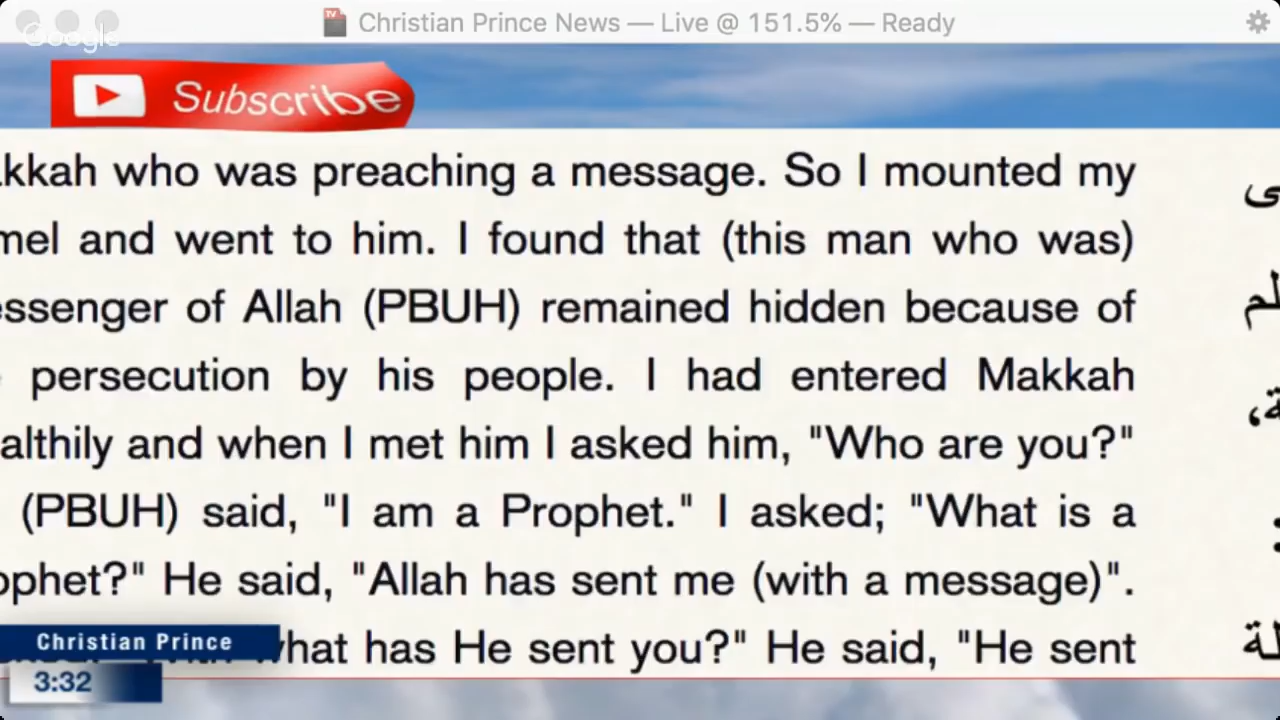 Christian Prince News — Live @ 151.5% — Ready
Google
Subscribe
kkah who was preaching a message. So I mounted my
mel and went to him. I found that (this man who was)
ssenger of Allah (PBUH) remained hidden because of
persecution by his people. I had entered Makkah
althily and when I met him I asked him, "Who are you?"
(PBUH) said, "I am a Prophet." I asked; "What is a
ophet?" He said, "Allah has sent me (with a message)".
what has He sent you?" He said, "He sent
Christian Prince
3:32